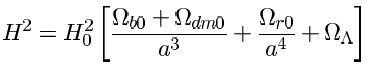 $H^2 = H_0^2 \left[ \frac{\Omega_{b0} + \Omega_{dm0}}{a^3} + \frac{\Omega_{r0}}{a^4} + \Omega_\Lambda \right]$